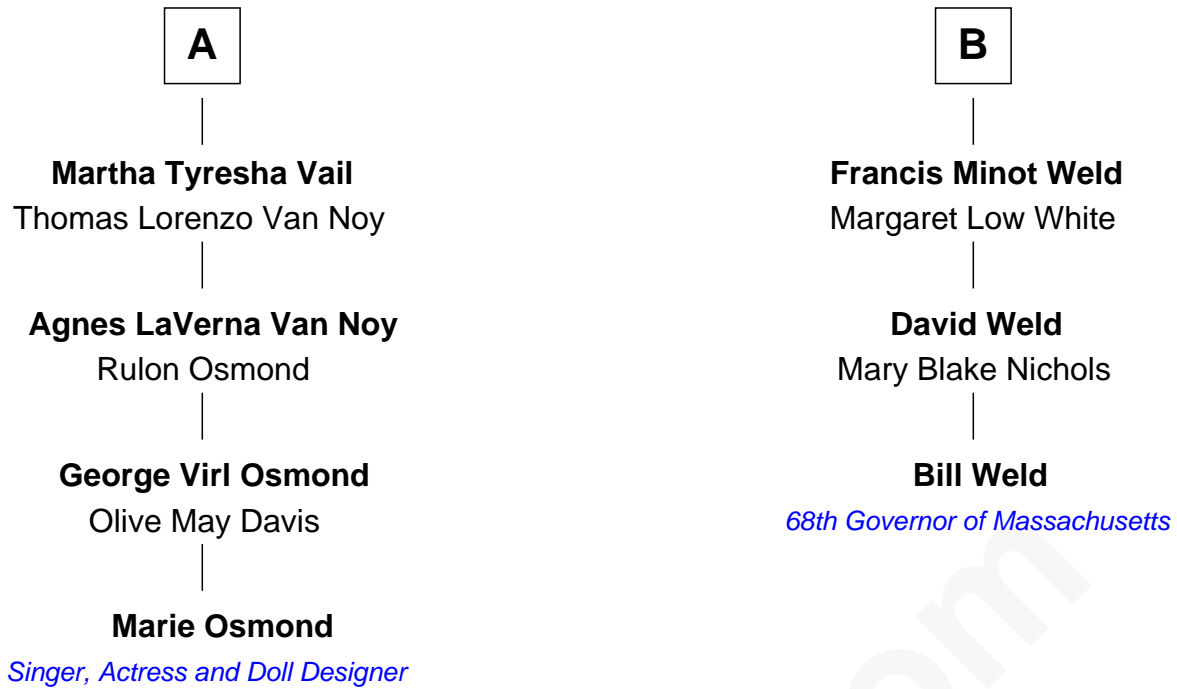 A
Martha Tyresha Vail
Thomas Lorenzo Van Noy
Agnes LaVerna Van Noy
Rulon Osmond
George Virl Osmond
Olive May Davis
Marie Osmond
Singer, Actress and Doll Designer
B
Francis Minot Weld
Margaret Low White
David Weld
Mary Blake Nichols
Bill Weld
68th Governor of Massachusetts
om